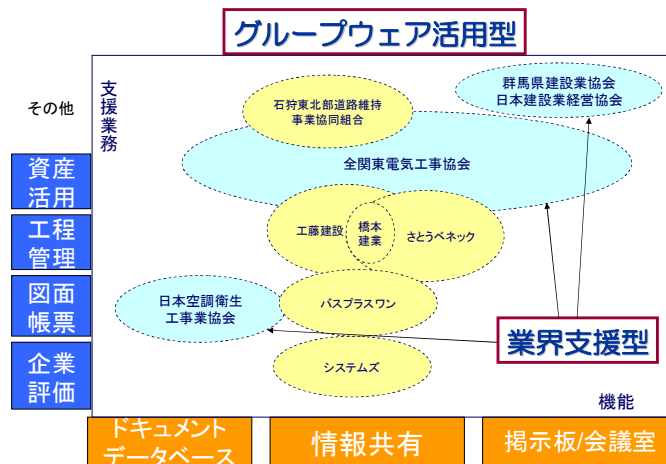 グループウェア活用型
支援業務
その他
群馬県建設業協会
日本建設業経営協会
石狩東北部道路維持
事業協同組合
全関東電気工事協会
資産
活用
工程
管理
工藤建設
橋本
建業
さとうベネック
図面
帳票
日本空調衛生
工事業協会
バスプラスワン
業界支援型
企業
評価
システムズ
機能
ドキュメント
データベース
情報共有
掲示板/会議室